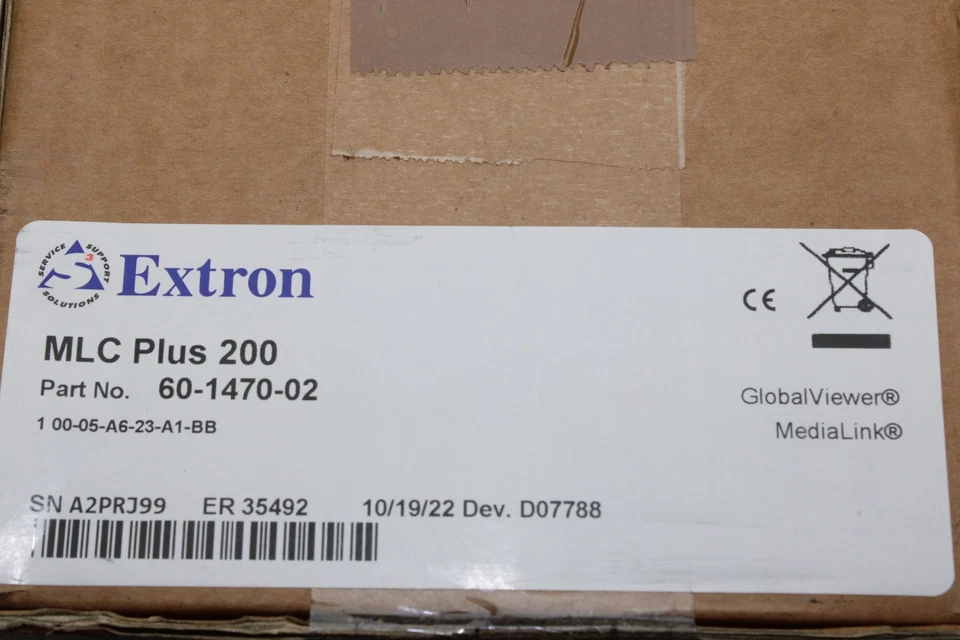 SERVICE SUPPORT SOLUTIONS
S3
Extron
CE
MLC Plus 200
Part No. 60-1470-02
1 00-05-A6-23-A1-BB
GlobalViewer®
MediaLink®
SN A2PRJ99 ER 35492 10/19/22 Dev. D07788